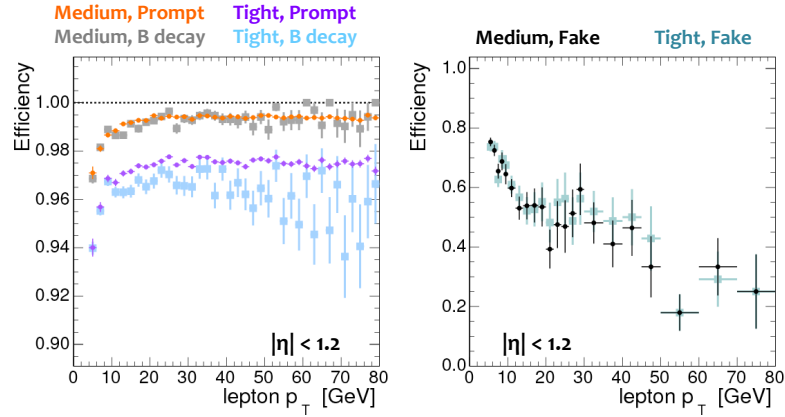 Medium, Prompt Tight, Prompt
Medium, B decay Tight, B decay
Efficiency
1.00
0.98
0.96
0.94
0.92
0.90
|η| < 1.2
0 10 20 30 40 50 60 70 80
lepton p_T [GeV]
Medium, Fake Tight, Fake
Efficiency
1.0
0.8
0.6
0.4
0.2
0.0
|η| < 1.2
0 10 20 30 40 50 60 70 80
lepton p_T [GeV]